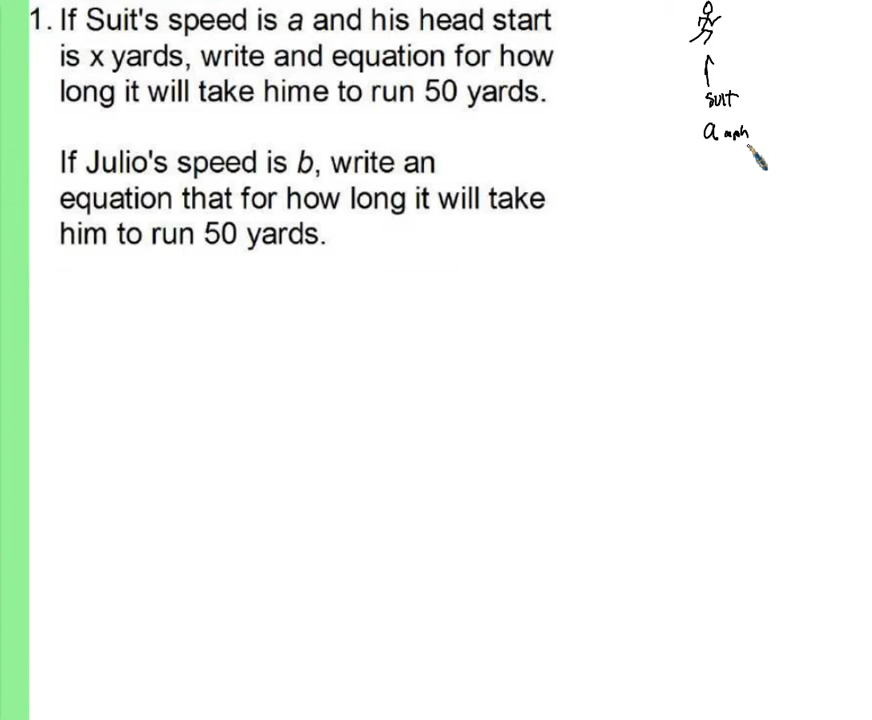 1. If Suit's speed is a and his head start
is x yards, write and equation for how
long it will take hime to run 50 yards.
If Julio's speed is b, write an
equation that for how long it will take
him to run 50 yards.
suit
a mph